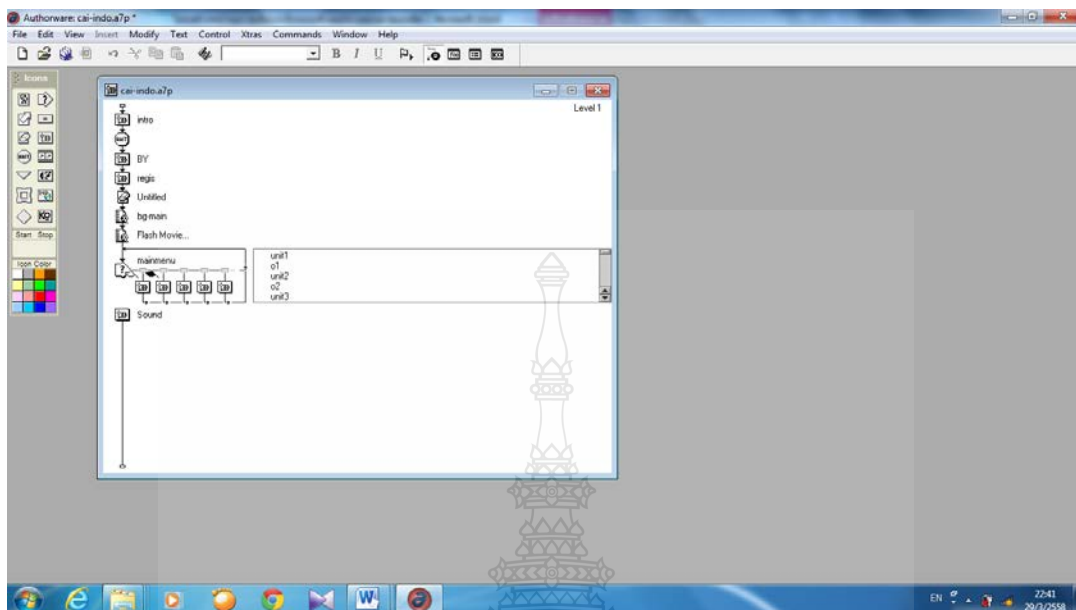 Authorware: cai-indo.a7p *
File Edit View Insert Modify Text Control Xtras Commands Window Help
B I U
Icons
Start Stop
Icon Color
cai-indo.a7p
Level 1
intro
WAIT
BY
regis
Untitled
bg-main
Flash Movie...
mainmenu
unit1
o1
unit2
o2
unit3
Sound
EN
22:41
29/3/2558